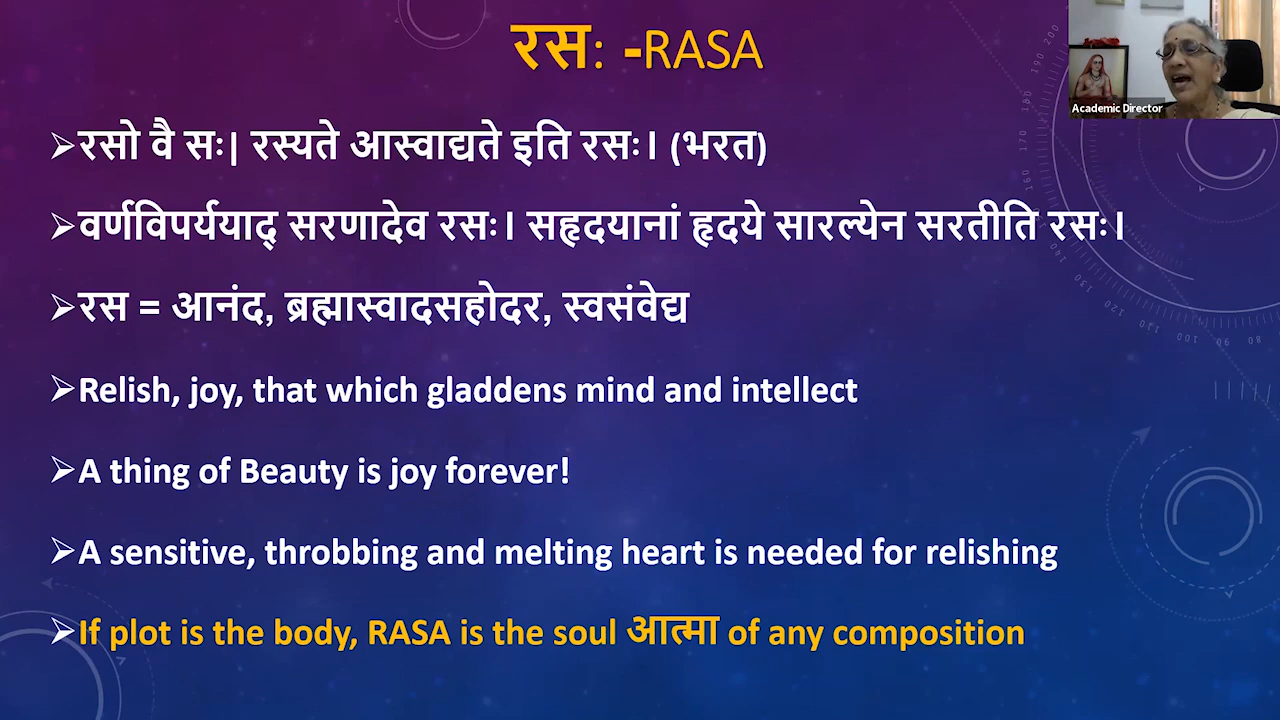 रसः -RASA
Academic Director
➢रसो वै सः| रस्यते आस्वाद्यते इति रसः। (भरत)
➢वर्णविपर्ययाद् सरणादेव रसः। सहृदयानां हृदये सारल्येन सरतीति रसः।
➢रस = आनंद, ब्रह्मास्वादसहोदर, स्वसंवेद्य
➢Relish, joy, that which gladdens mind and intellect
➢A thing of Beauty is joy forever!
➢A sensitive, throbbing and melting heart is needed for relishing
➢If plot is the body, RASA is the soul आत्मा of any composition